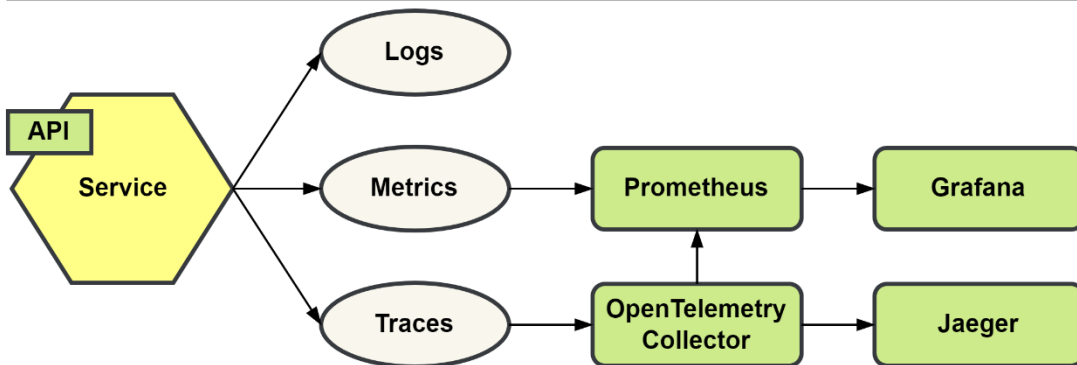 Logs
API
Service
Metrics
Prometheus
Grafana
Traces
OpenTelemetry
Collector
Jaeger